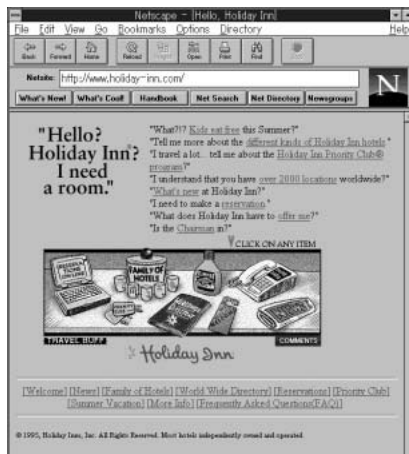 Netscape - [Hello, Holiday Inn]
File Edit View Go Bookmarks Options Directory Help
Back Forward Home Reload Open Print Find
Netsite: http://www.holiday-inn.com/
What's New! What's Cool! Handbook Net Search Net Directory Newsgroups
N
"Hello?
Holiday Inn?
I need
a room."
"What?!? Kids eat free this Summer?"
"Tell me more about the different kinds of Holiday Inn hotels."
"I travel a lot... tell me about the Holiday Inn Priority Club®
program?"
"I understand that you have over 2000 locations worldwide?"
"What's new at Holiday Inn?"
"I need to make a reservation."
"What does Holiday Inn have to offer me?"
"Is the Chairman in?"
CLICK ON ANY ITEM
FAMILY OF
HOTELS
TRAVEL BUFF
COMMENTS
Holiday Inn
[Welcome] [News] [Family of Hotels] [World Wide Directory] [Reservations] [Priority Club]
[Summer Vacation] [More Info] [Frequently Asked Questions(FAQ)]
© 1995, Holiday Inns, Inc. All Rights Reserved. Most hotels independently owned and operated.